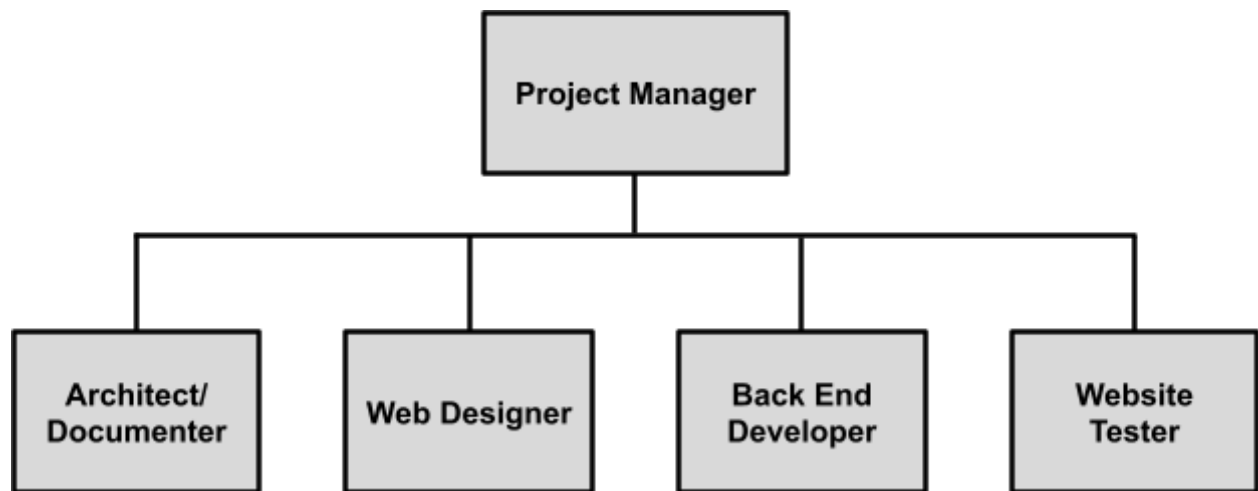 Project Manager
Architect/
Documenter
Web Designer
Back End
Developer
Website
Tester